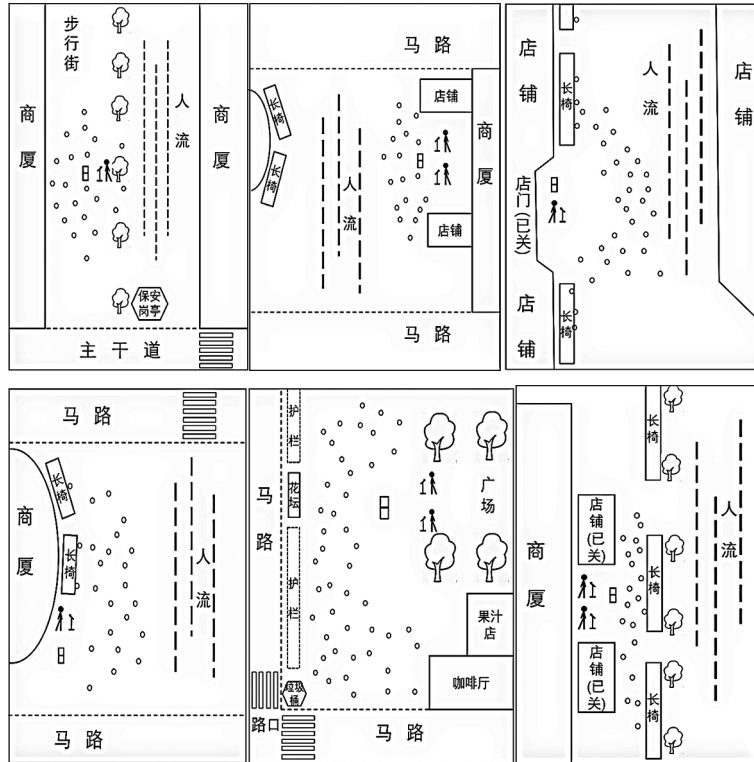 步行街
商厦
人流
商厦
保安
岗亭
主干道
马路
长椅
长椅
店铺
商厦
人流
店铺
马路
店铺
长椅
人流
店铺
店门(已关)
店铺
长椅
马路
商厦
长椅
长椅
人流
马路
护栏
马路
花坛
广场
护栏
果汁
店
咖啡厅
垃圾
桶
路口
马路
长椅
店铺(已关)
人流
商厦
长椅
店铺(已关)
长椅